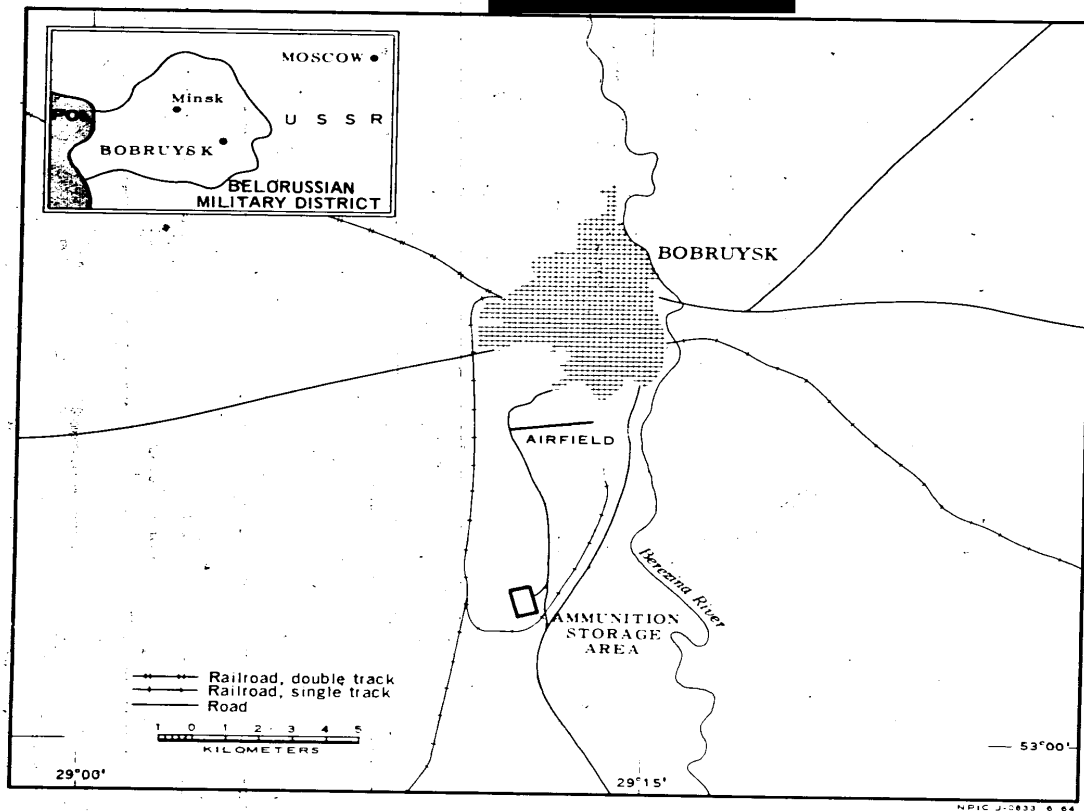 MOSCOW
Minsk
POL
U S S R
BOBRUYSK
BELORUSSIAN
MILITARY DISTRICT
BOBRUYSK
AIRFIELD
Berezina River
AMMUNITION
STORAGE
AREA
Railroad, double track
Railroad, single track
Road
1 0 1 2 3 4 5
KILOMETERS
53°00'
29°00'
29°15'